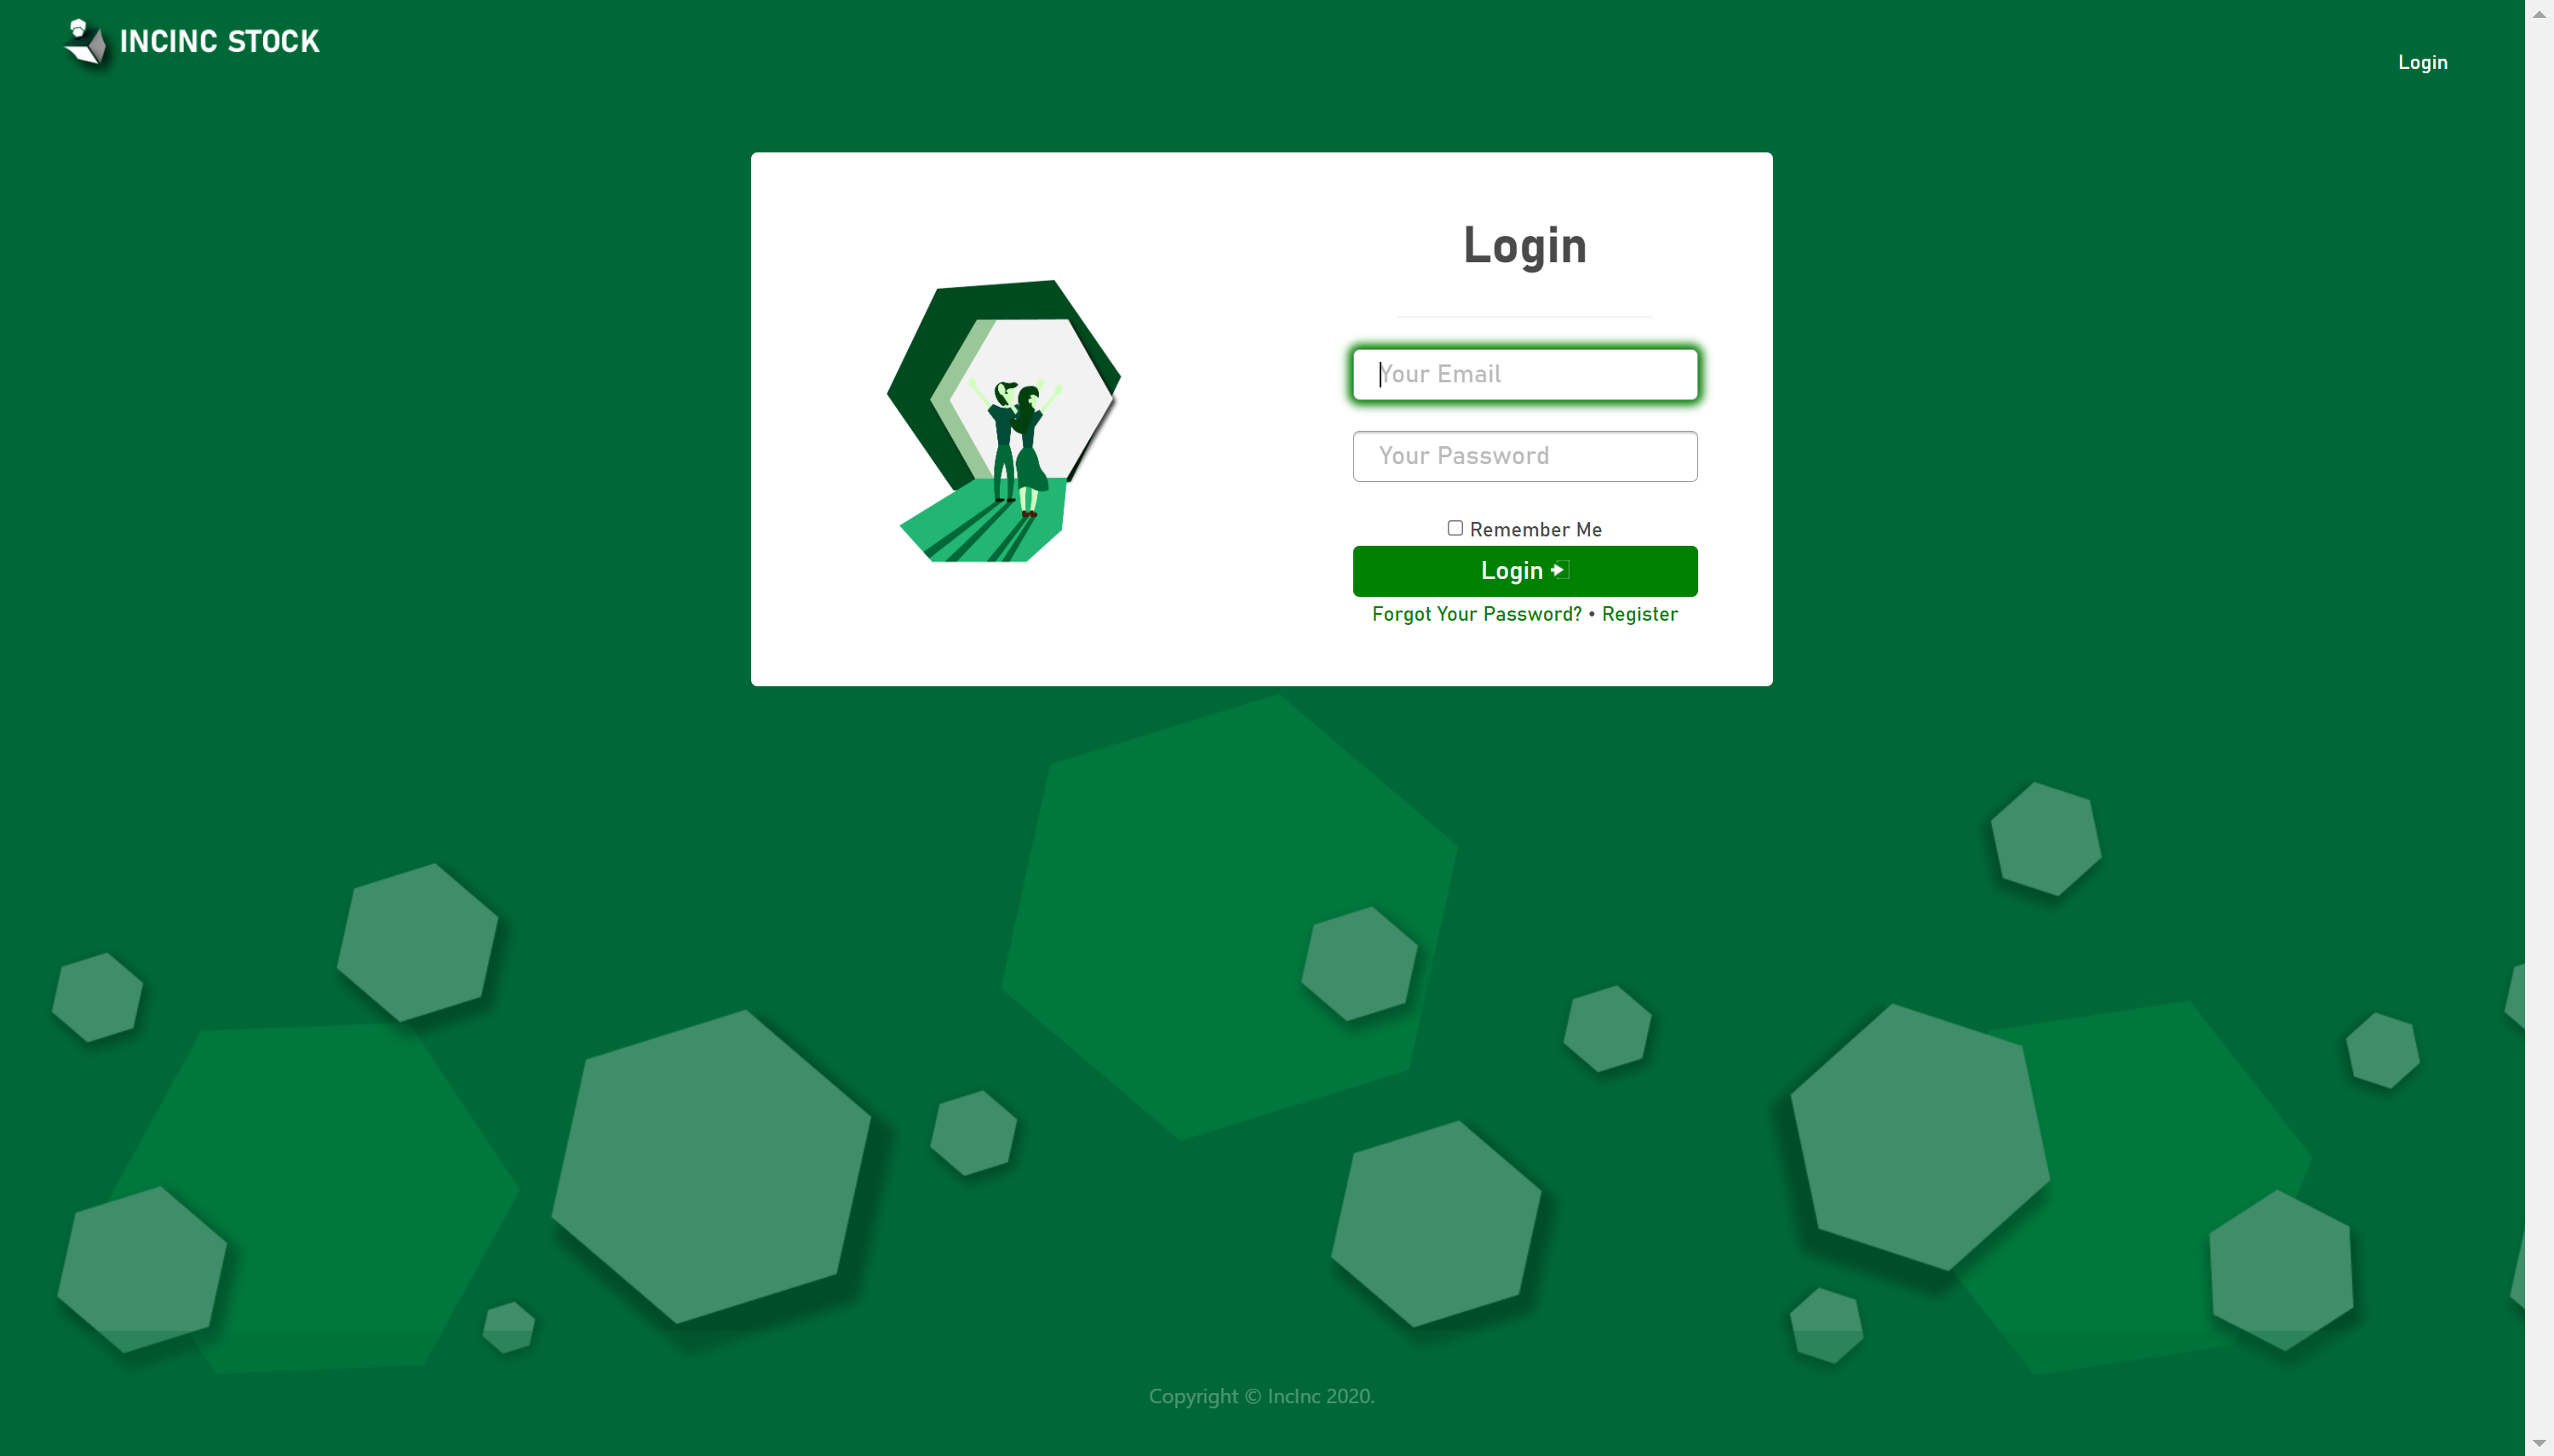 INCINC STOCK
Login
Login
Your Email
Your Password
Remember Me
Login
Forgot Your Password? • Register
Copyright © IncInc 2020.